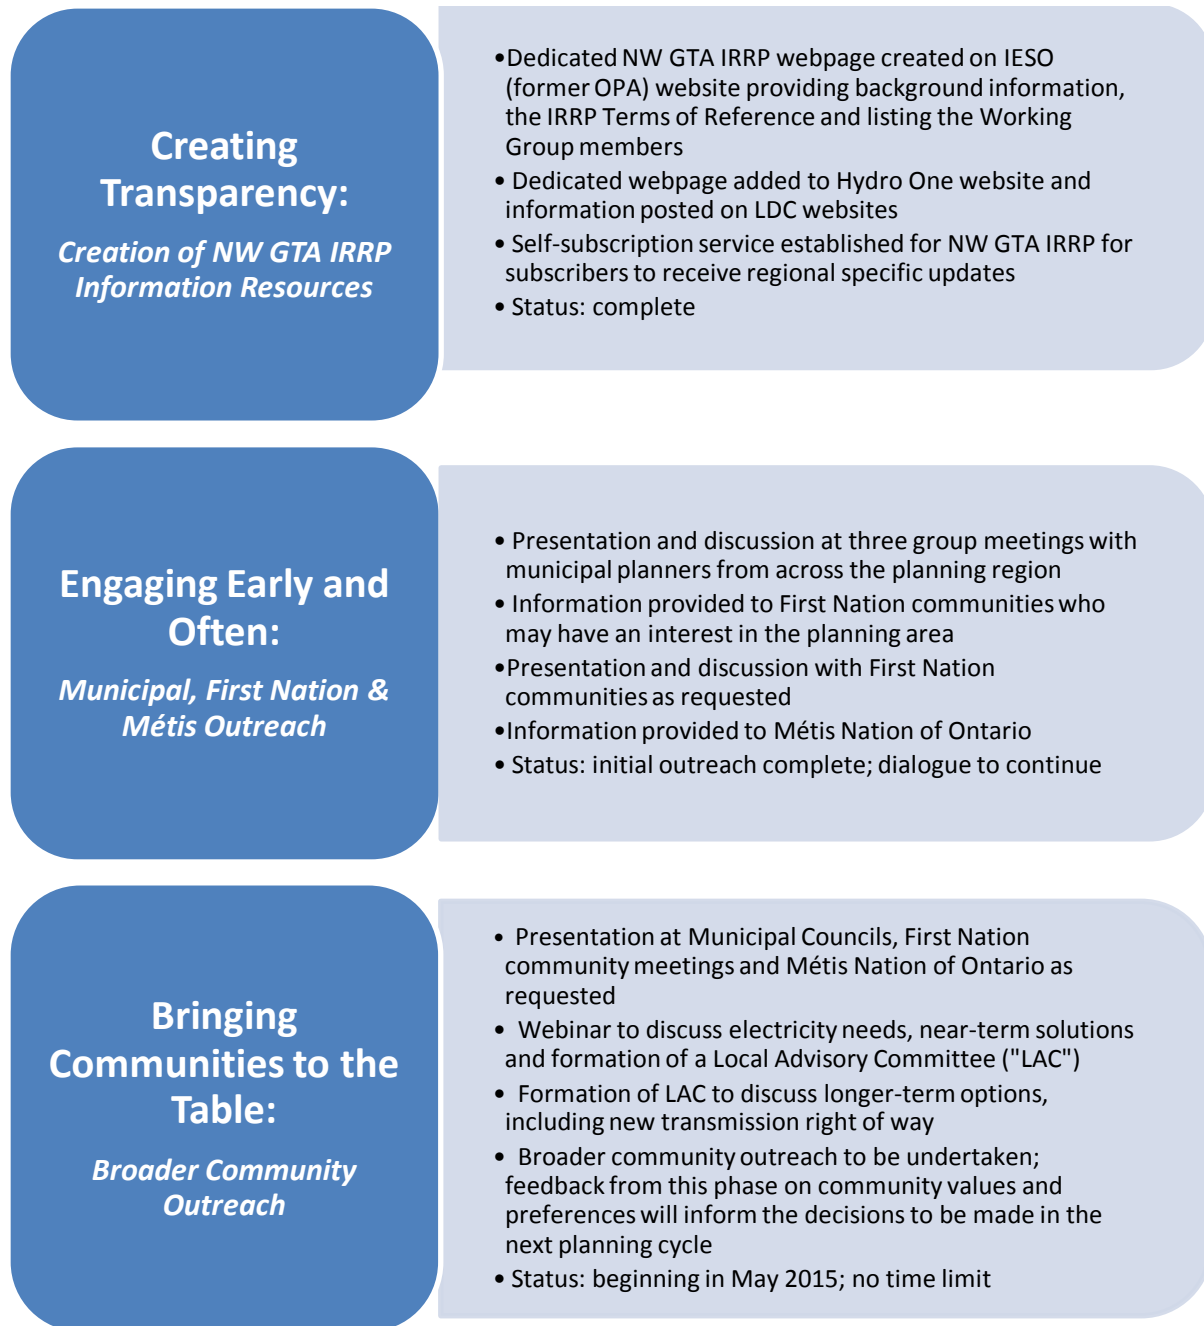 Creating
Transparency:
Creation of NW GTA IRRP
Information Resources
•Dedicated NW GTA IRRP webpage created on IESO
(former OPA) website providing background information,
the IRRP Terms of Reference and listing the Working
Group members
• Dedicated webpage added to Hydro One website and
information posted on LDC websites
• Self-subscription service established for NW GTA IRRP for
subscribers to receive regional specific updates
• Status: complete
Engaging Early and
Often:
Municipal, First Nation &
Métis Outreach
• Presentation and discussion at three group meetings with
municipal planners from across the planning region
• Information provided to First Nation communities who
may have an interest in the planning area
•Presentation and discussion with First Nation
communities as requested
•Information provided to Métis Nation of Ontario
• Status: initial outreach complete; dialogue to continue
Bringing
Communities to the
Table:
Broader Community
Outreach
• Presentation at Municipal Councils, First Nation
community meetings and Métis Nation of Ontario as
requested
• Webinar to discuss electricity needs, near-term solutions
and formation of a Local Advisory Committee ("LAC")
• Formation of LAC to discuss longer-term options,
including new transmission right of way
• Broader community outreach to be undertaken;
feedback from this phase on community values and
preferences will inform the decisions to be made in the
next planning cycle
• Status: beginning in May 2015; no time limit